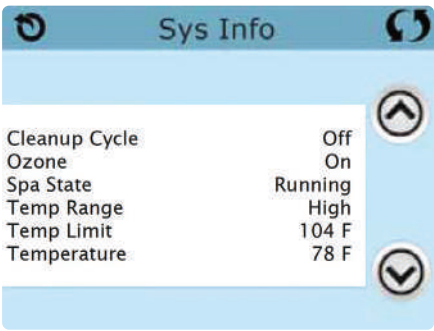 Sys Info
Cleanup Cycle Off
Ozone On
Spa State Running
Temp Range High
Temp Limit 104 F
Temperature 78 F